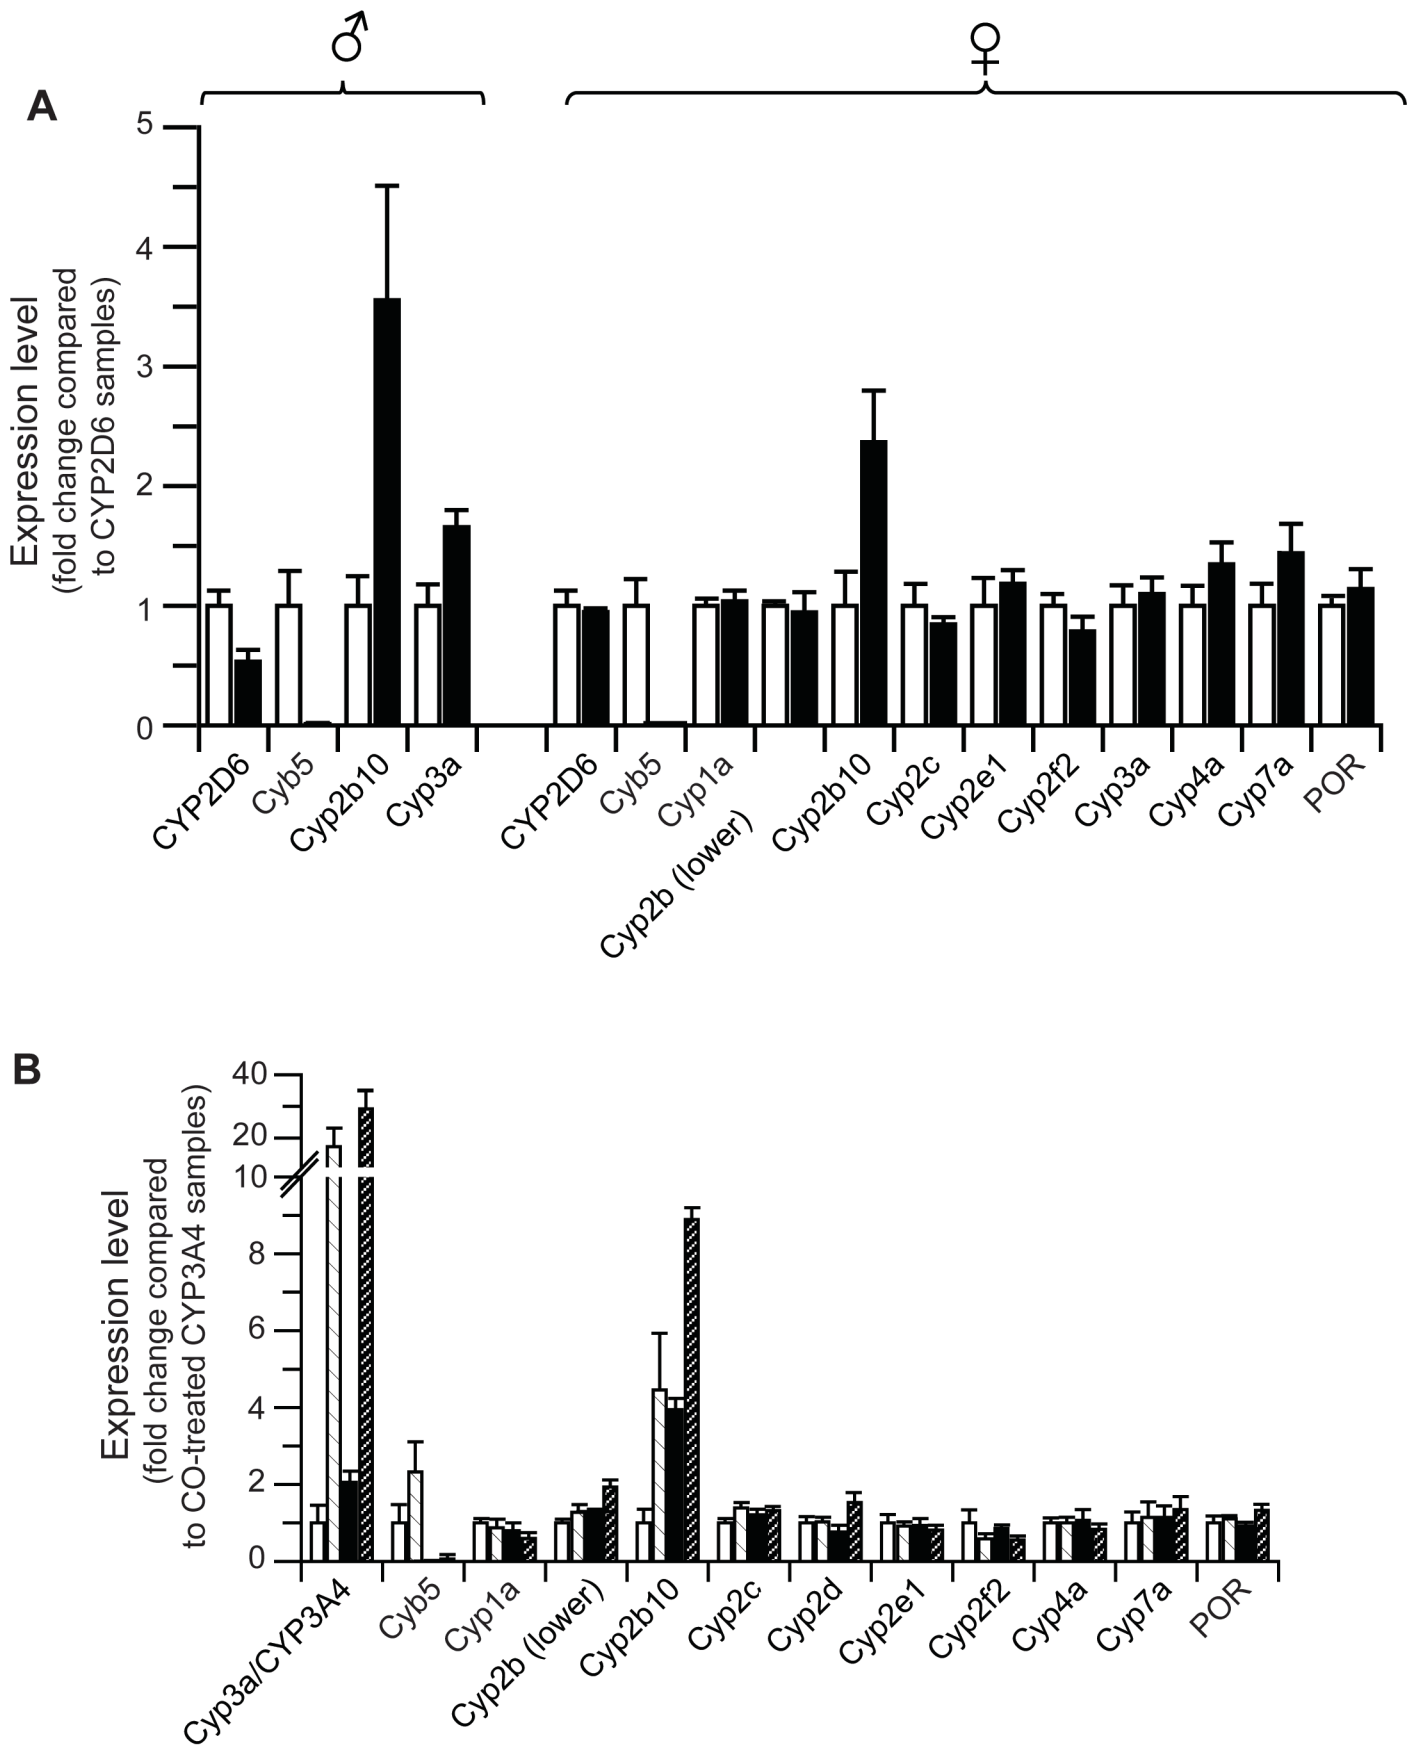 ♂
♀
A
Expression level
(fold change compared
to CYP2D6 samples)
5
4
3
2
1
0
CYP2D6
Cyb5
Cyp2b10
Cyp3a
CYP2D6
Cyb5
Cyp1a
Cyp2b (lower)
Cyp2b10
Cyp2c
Cyp2e1
Cyp2f2
Cyp3a
Cyp4a
Cyp7a
POR
B
Expression level
(fold change compared
to CO-treated CYP3A4 samples)
40
20
10
8
6
4
2
0
Cyp3a/CYP3A4
Cyb5
Cyp1a
Cyp2b (lower)
Cyp2b10
Cyp2c
Cyp2d
Cyp2e1
Cyp2f2
Cyp4a
Cyp7a
POR